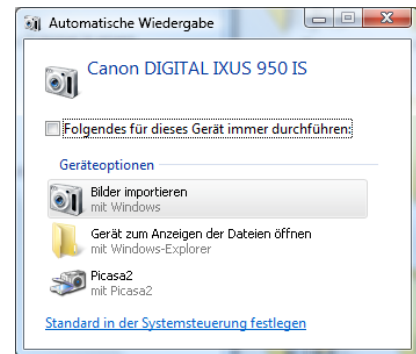 Automatische Wiedergabe
Canon DIGITAL IXUS 950 IS
Folgendes für dieses Gerät immer durchführen:
Geräteoptionen
Bilder importieren
mit Windows
Gerät zum Anzeigen der Dateien öffnen
mit Windows-Explorer
Picasa2
mit Picasa2
Standard in der Systemsteuerung festlegen